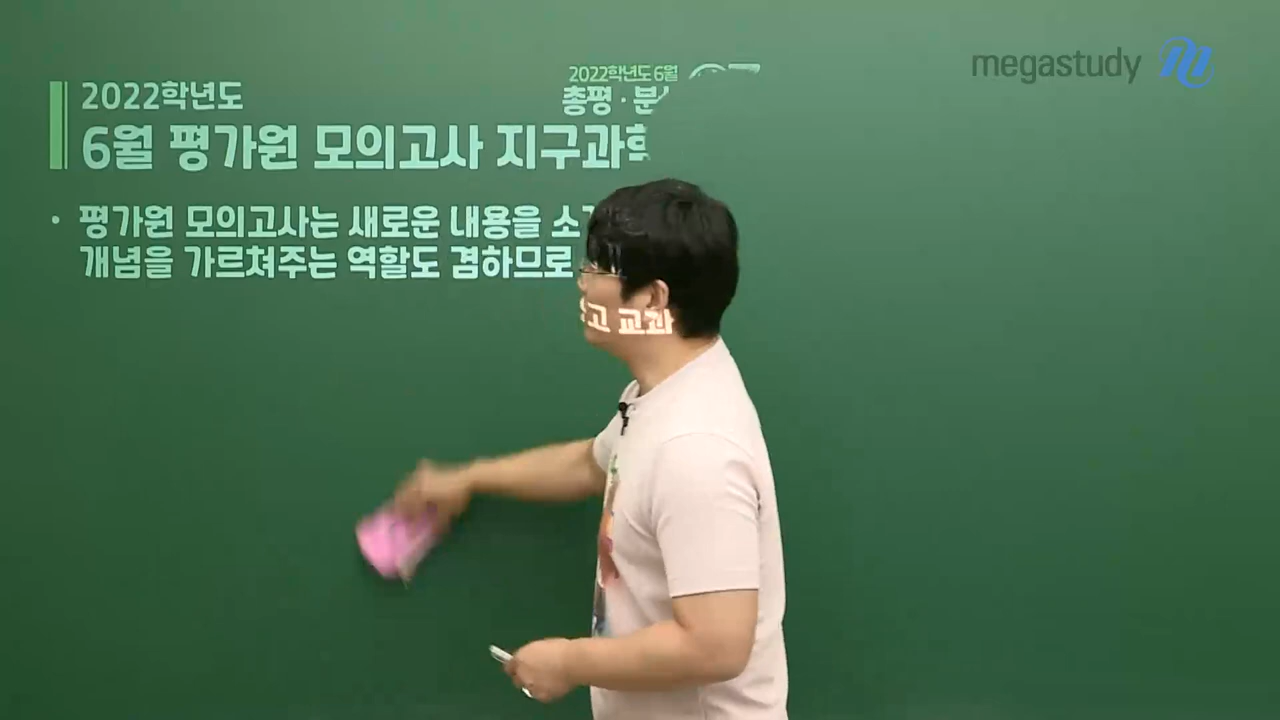 megastudy
2022학년도6월
총평·분
2022학년도
6월 평가원 모의고사 지구과학
평가원 모의고사는 새로운 내용을 소
개념을 가르쳐주는 역할도 겸하므로
고 교과